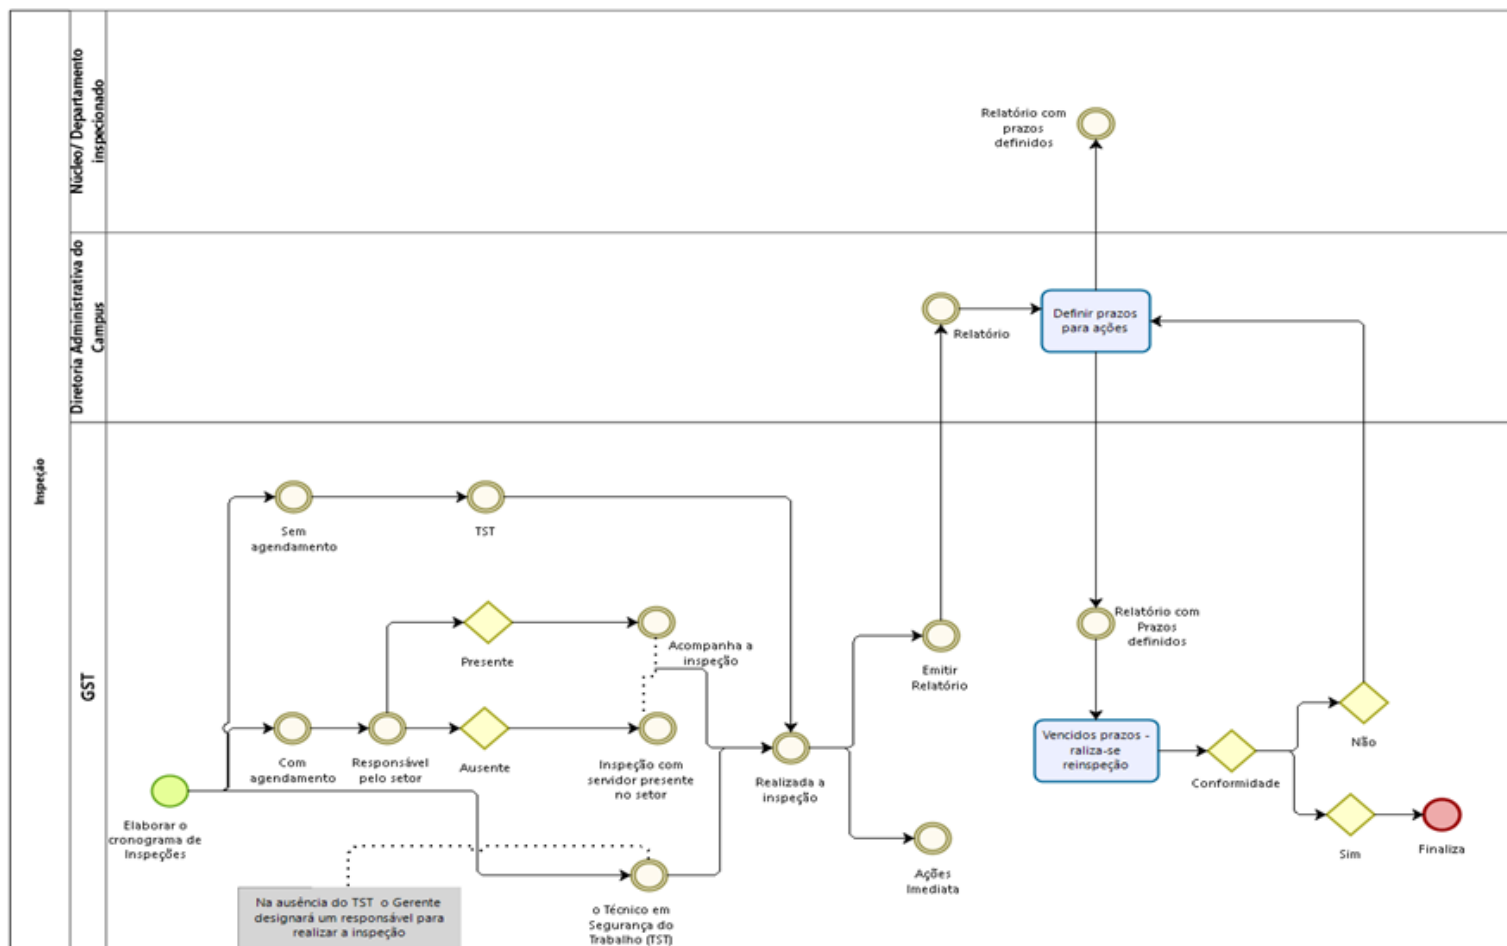 Inspeção
Núcleo/ Departamento
inspecionado
Relatório com
prazos
definidos
Diretoria Administrativa do
Campus
Relatório
Definir prazos
para ações
GST
Sem
agendamento
TST
Presente
Acompanha a
inspeção
Com
agendamento
Responsável
pelo setor
Ausente
Inspeção com
servidor presente
no setor
Elaborar o
cronograma de
Inspeções
Na ausência do TST o Gerente
designará um responsável para
realizar a inspeção
o Técnico em
Segurança do
Trabalho (TST)
Realizada a
inspeção
Emitir
Relatório
Ações
Imediata
Relatório com
Prazos
definidos
Vencidos prazos -
raliza-se
reinspeção
Conformidade
Não
Sim
Finaliza